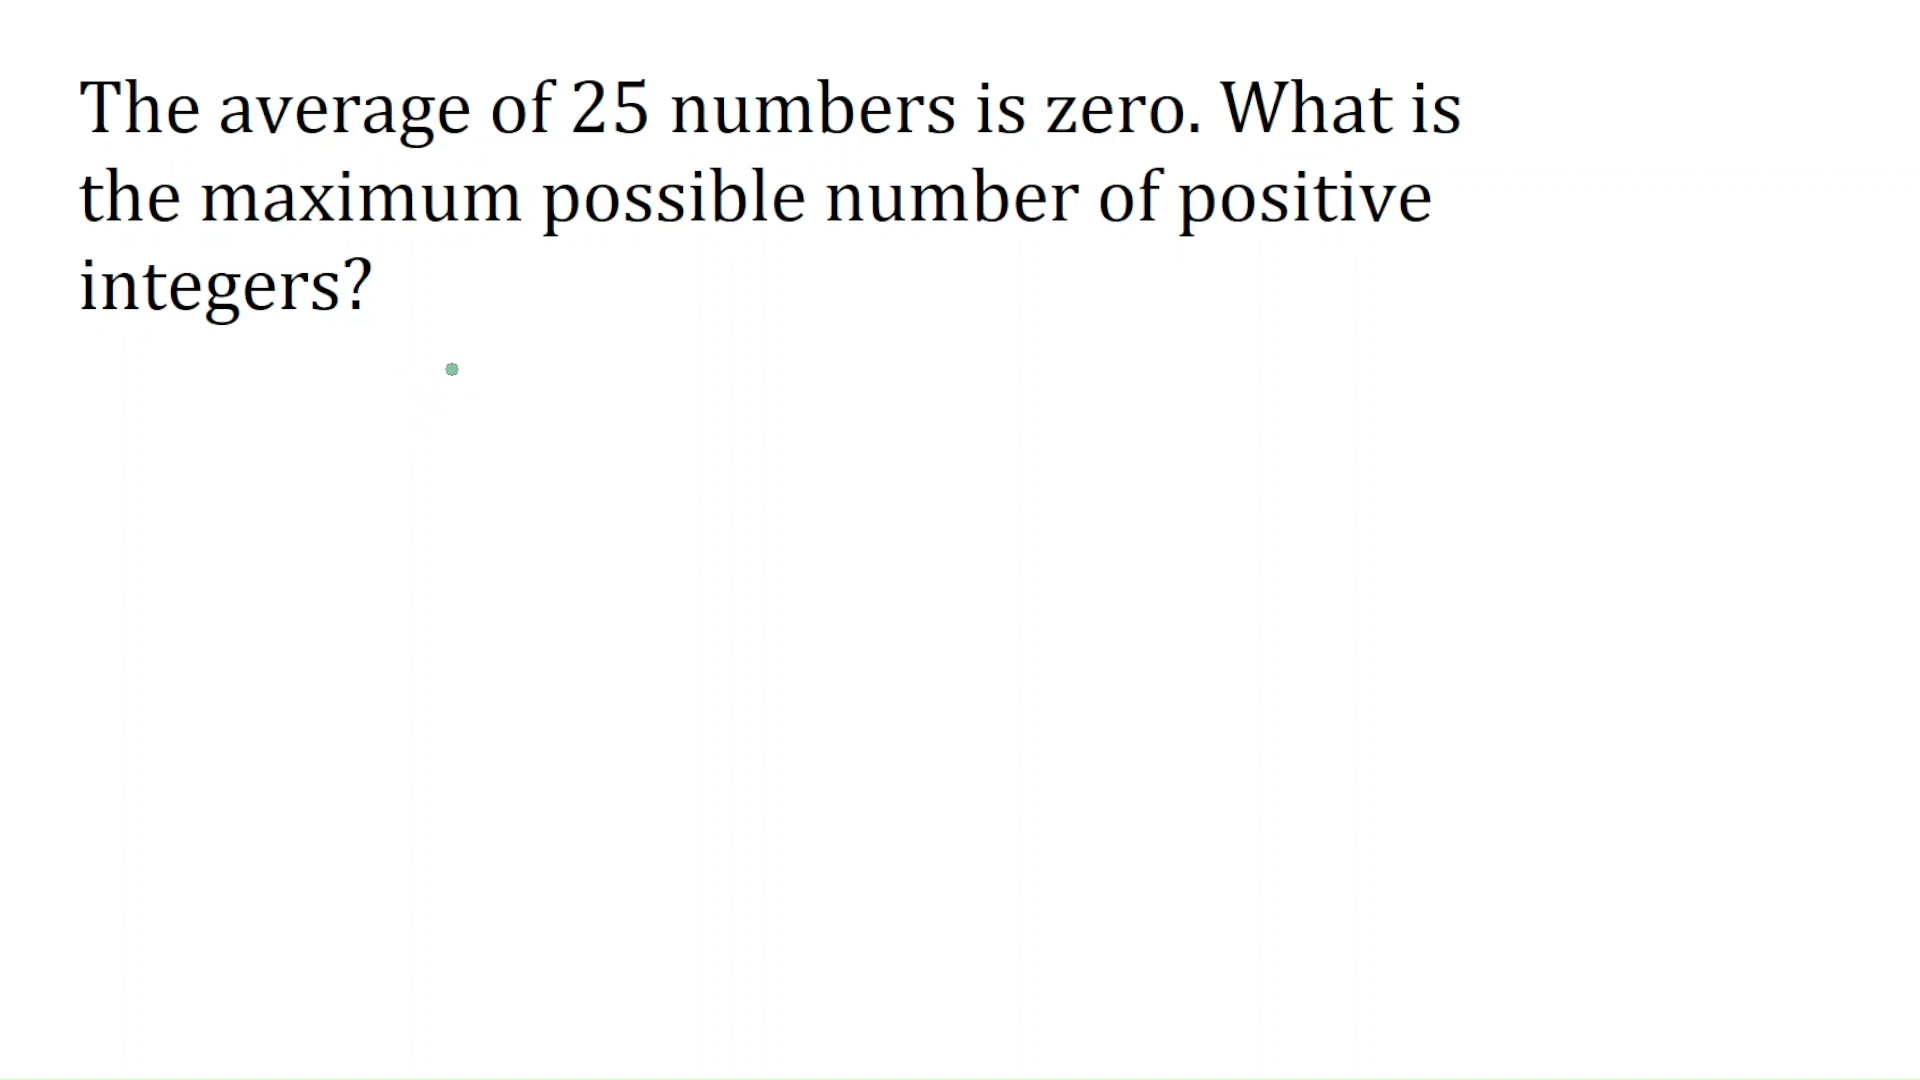 The average of 25 numbers is zero. What is
the maximum possible number of positive
integers?